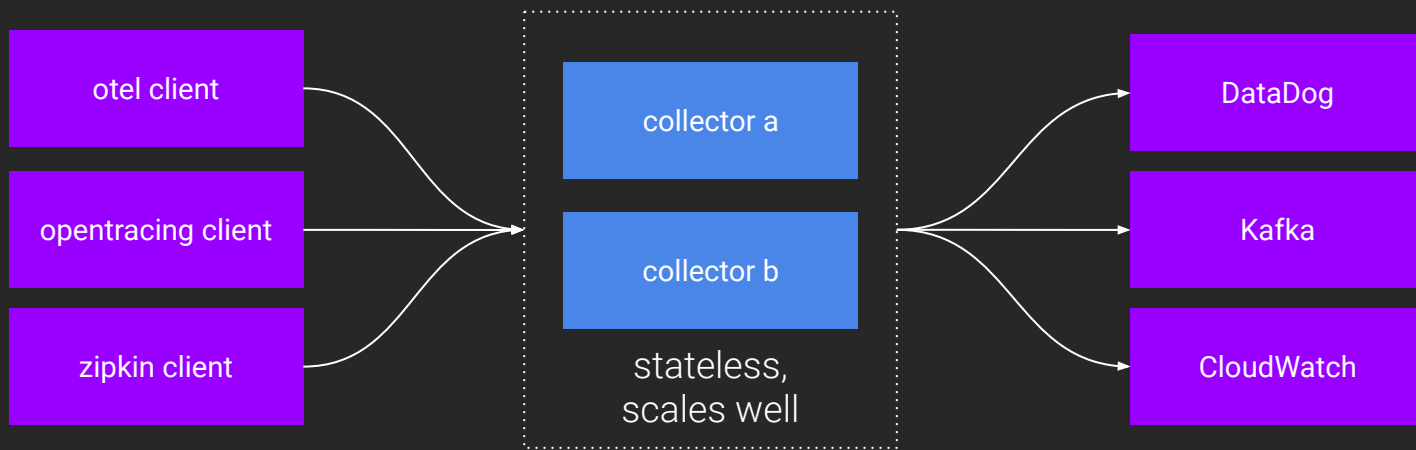 otel client
opentracing client
zipkin client
collector a
collector b
stateless,
scales well
DataDog
Kafka
CloudWatch